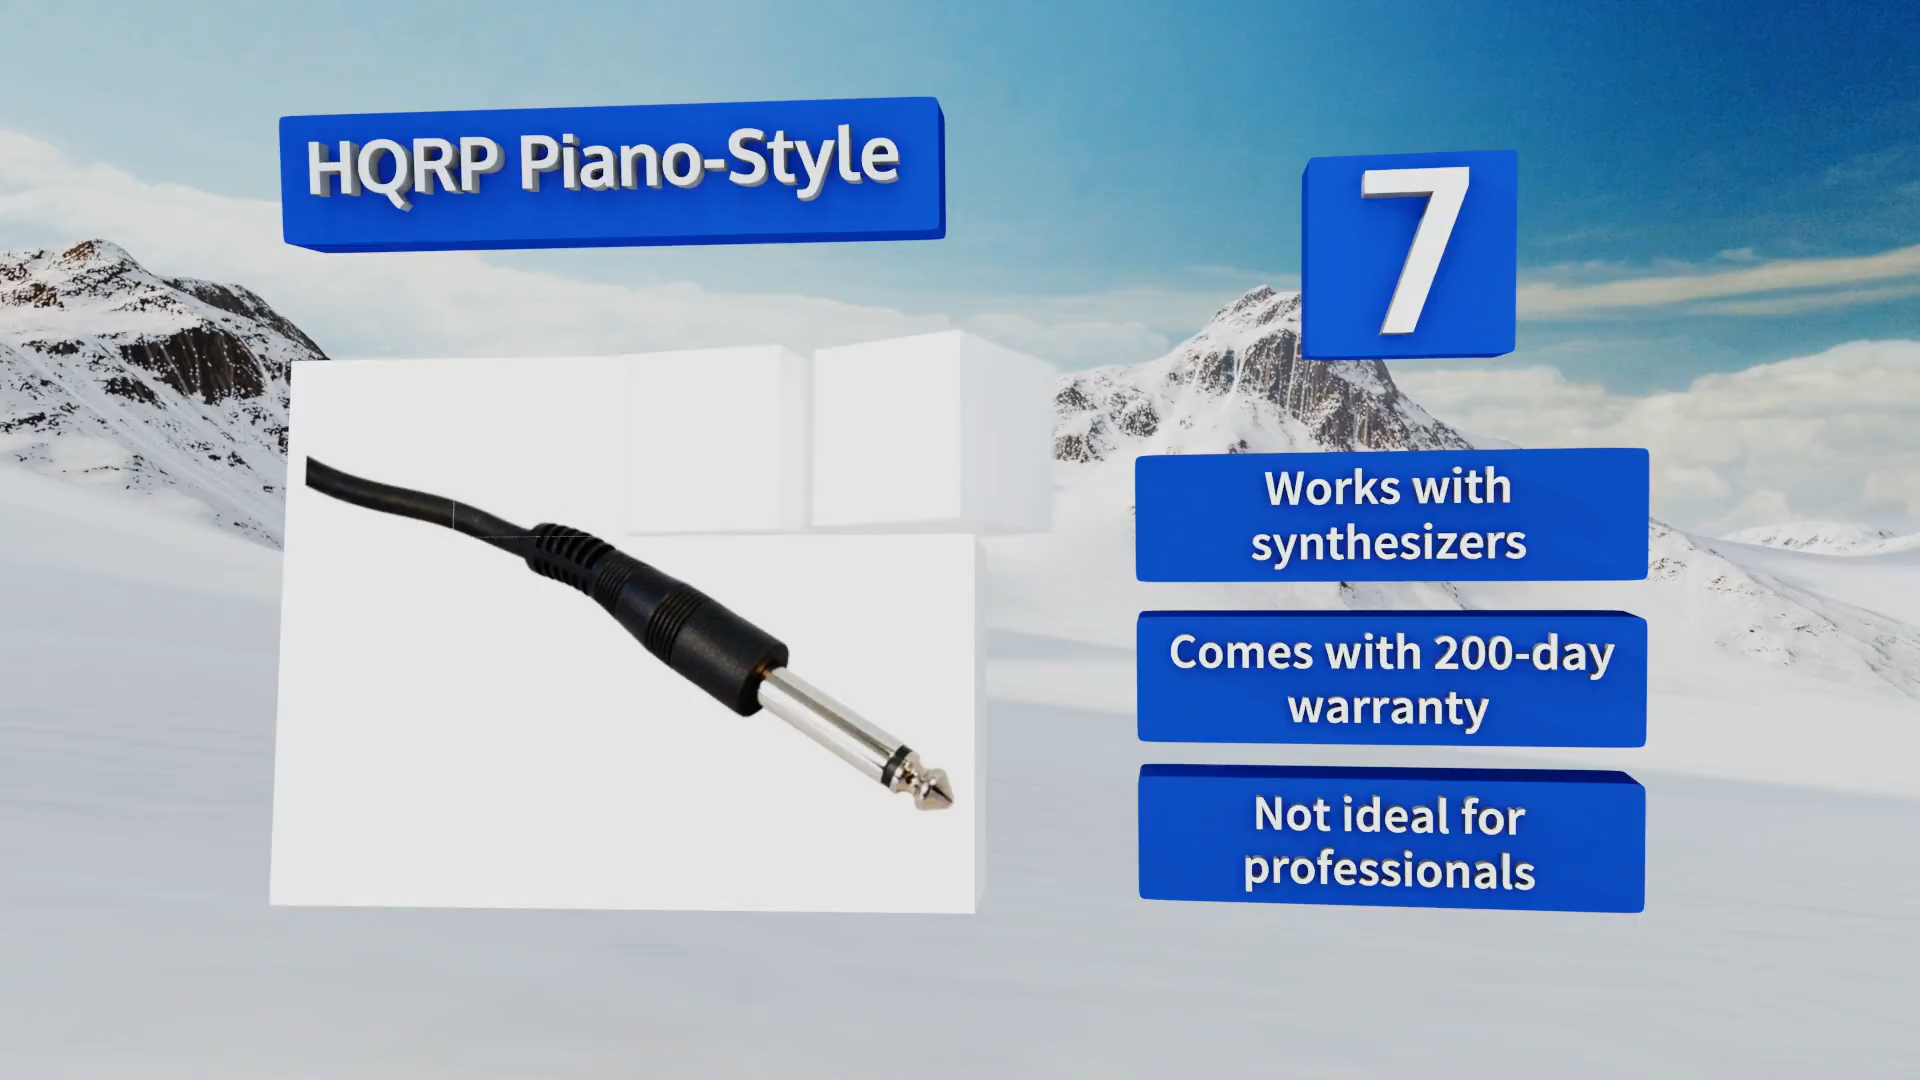 HQRP Piano-Style
7
Works with
synthesizers
Comes with 200-day
warranty
Not ideal for
professionals